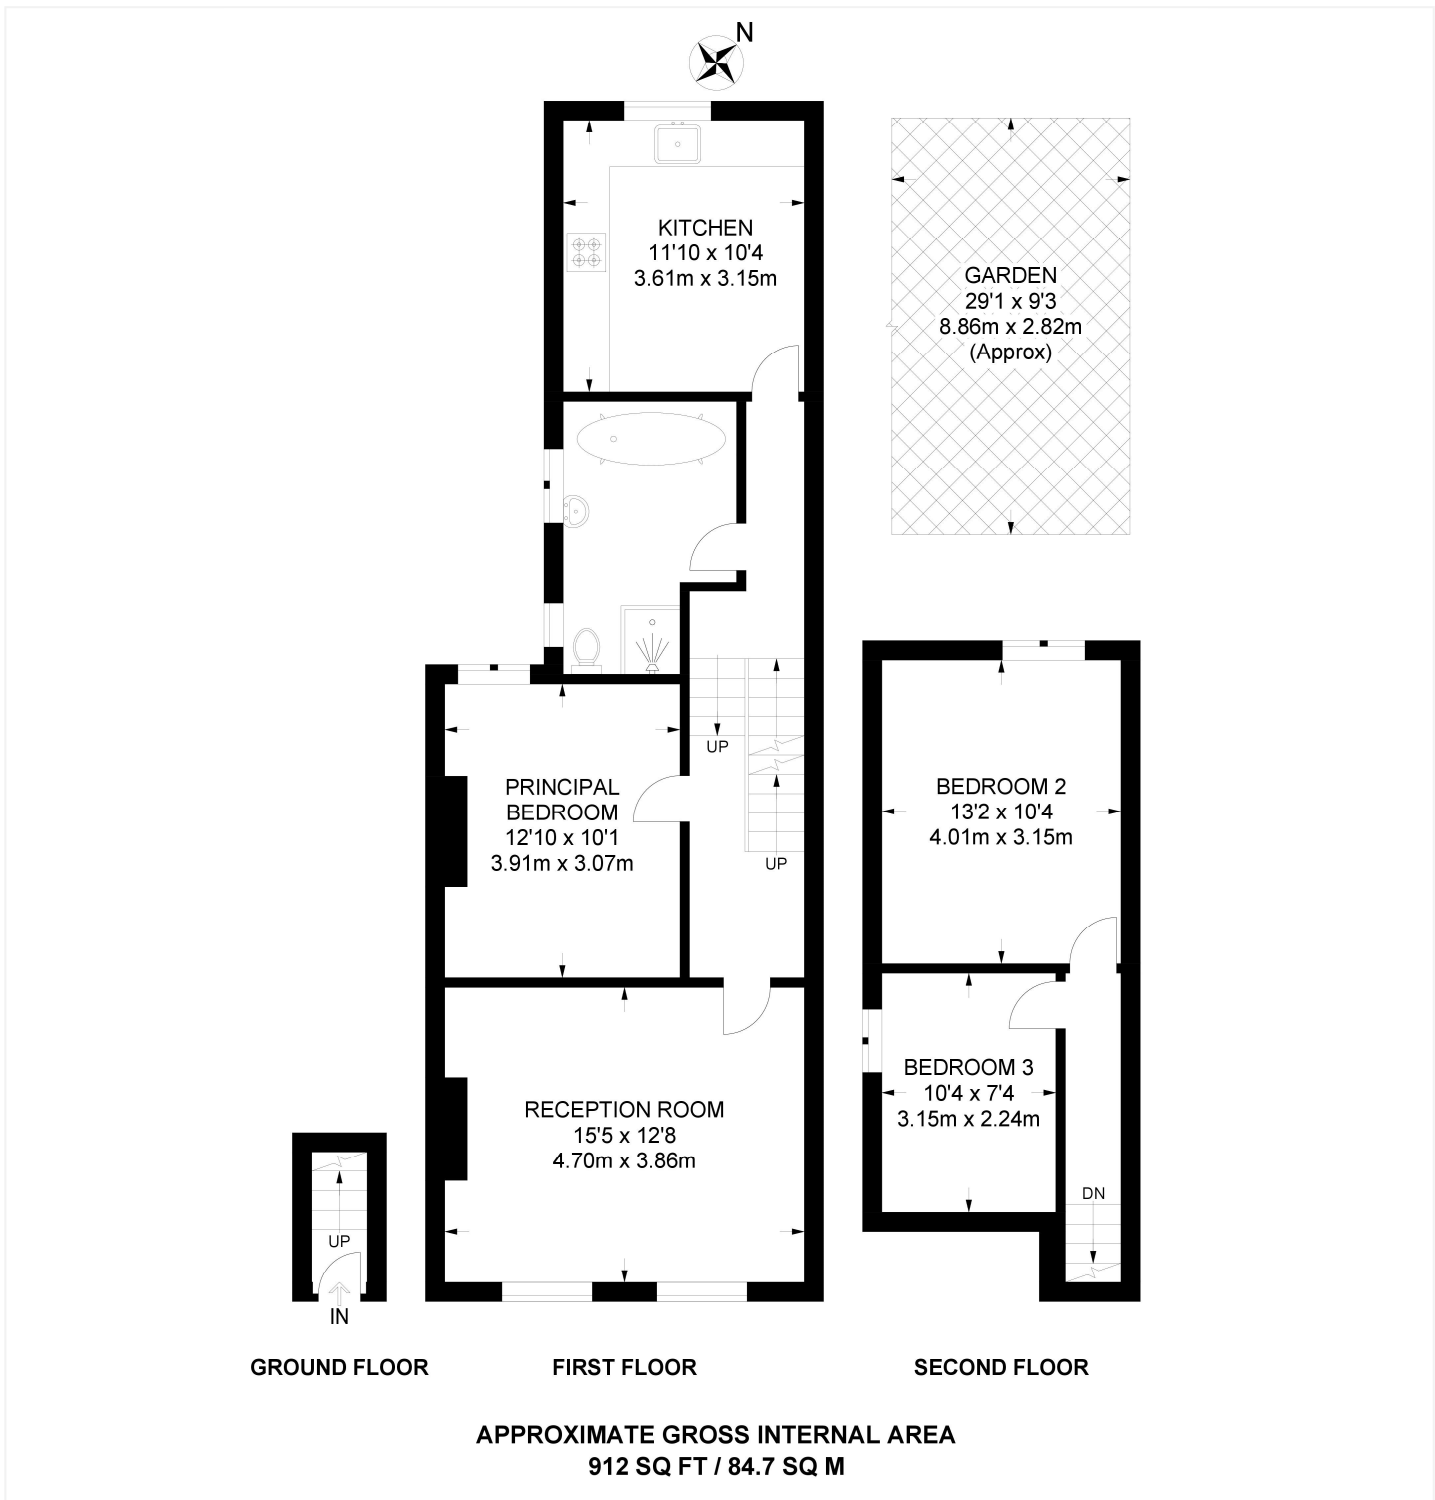 N
KITCHEN
11'10 x 10'4
3.61m x 3.15m
GARDEN
29'1 x 9'3
8.86m x 2.82m
(Approx)
UP
UP
PRINCIPAL
BEDROOM
12'10 x 10'1
3.91m x 3.07m
BEDROOM 2
13'2 x 10'4
4.01m x 3.15m
RECEPTION ROOM
15'5 x 12'8
4.70m x 3.86m
BEDROOM 3
10'4 x 7'4
3.15m x 2.24m
DN
UP
IN
GROUND FLOOR
FIRST FLOOR
SECOND FLOOR
APPROXIMATE GROSS INTERNAL AREA
912 SQ FT / 84.7 SQ M